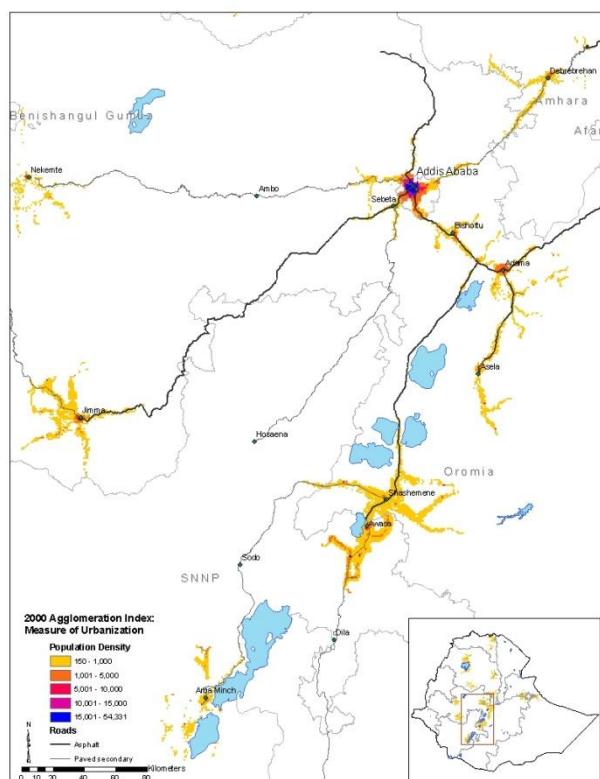 Debrebrehan
Amhara
Benishangul Gumuz
Afar
Addis Ababa
Nekemte
Ambo
Sebeta
Bishoftu
Adama
Asela
Jimma
Hosaena
Oromia
Shashemene
Awasa
Sodo
SNNP
Dila
Arba Minch
2000 Agglomeration Index:
Measure of Urbanization
Population Density
150 - 1,000
1,001 - 5,000
5,001 - 10,000
10,001 - 15,000
15,001 - 54,331
Roads
Asphalt
Paved secondary
N
Kilometers
0 10 20 40 60 80